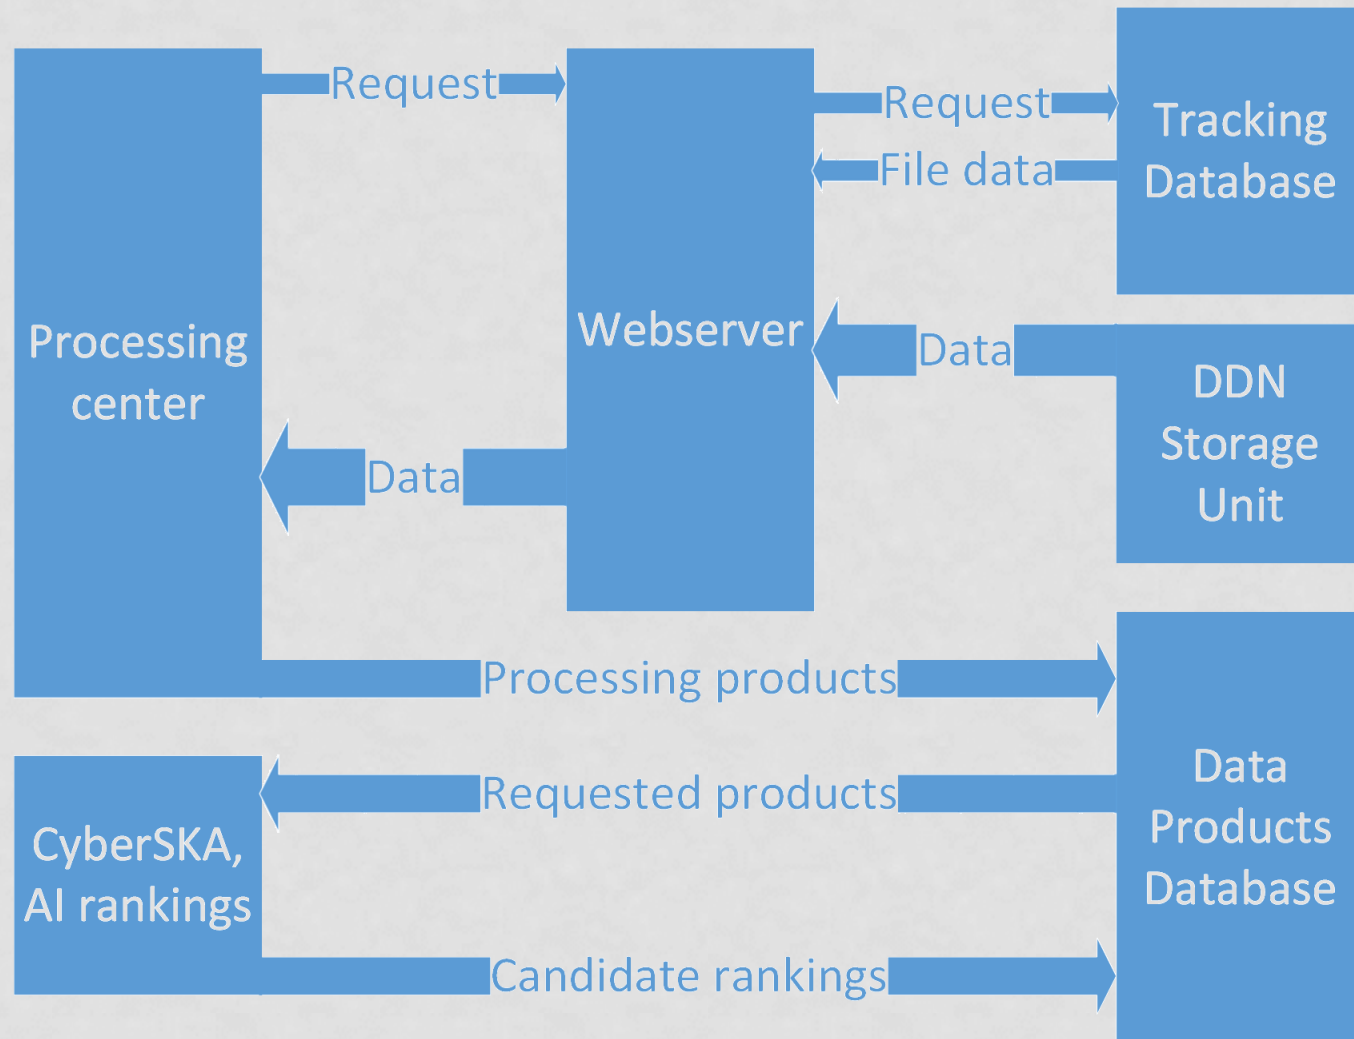 Request
Request
Tracking
Database
File data
Processing
center
Webserver
Data
DDN
Storage
Unit
Data
Processing products
Requested products
Data
Products
Database
CyberSKA,
AI rankings
Candidate rankings